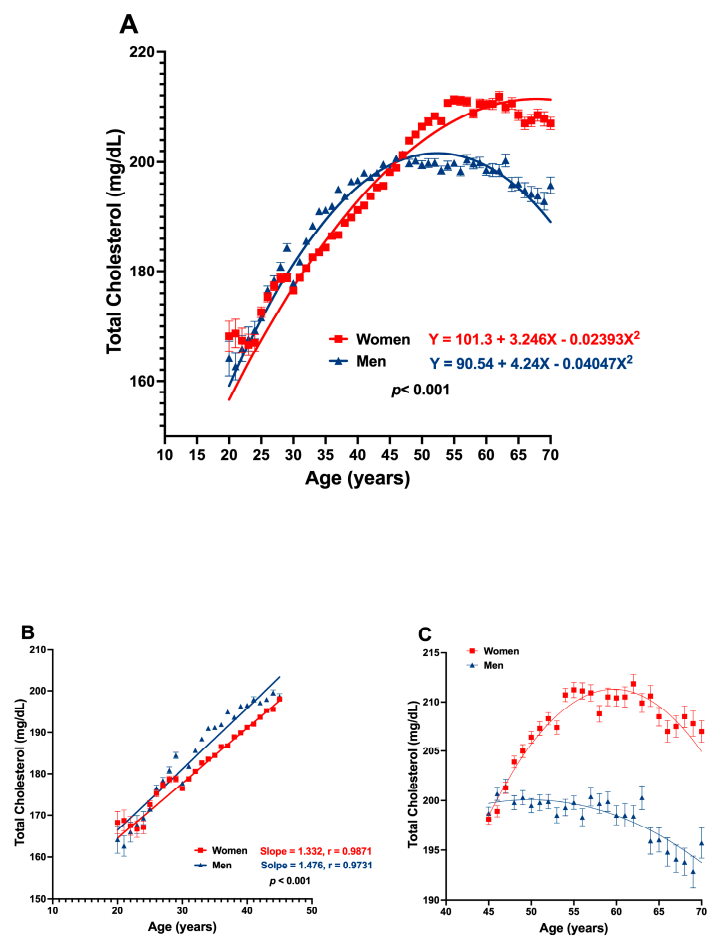 A
Total Cholesterol (mg/dL)
220
200
180
160
Women Y = 101.3 + 3.246X - 0.02393X²
Men Y = 90.54 + 4.24X - 0.04047X²
p< 0.001
10 15 20 25 30 35 40 45 50 55 60 65 70
Age (years)
B
Total Cholesterol (mg/dL)
210
200
190
180
170
160
150
Women Slope = 1.332, r = 0.9871
Men Solpe = 1.476, r = 0.9731
p < 0.001
10 20 30 40 50
Age (years)
C
Women
Men
Total Cholesterol (mg/dL)
215
210
205
200
195
190
40 45 50 55 60 65 70
Age (years)